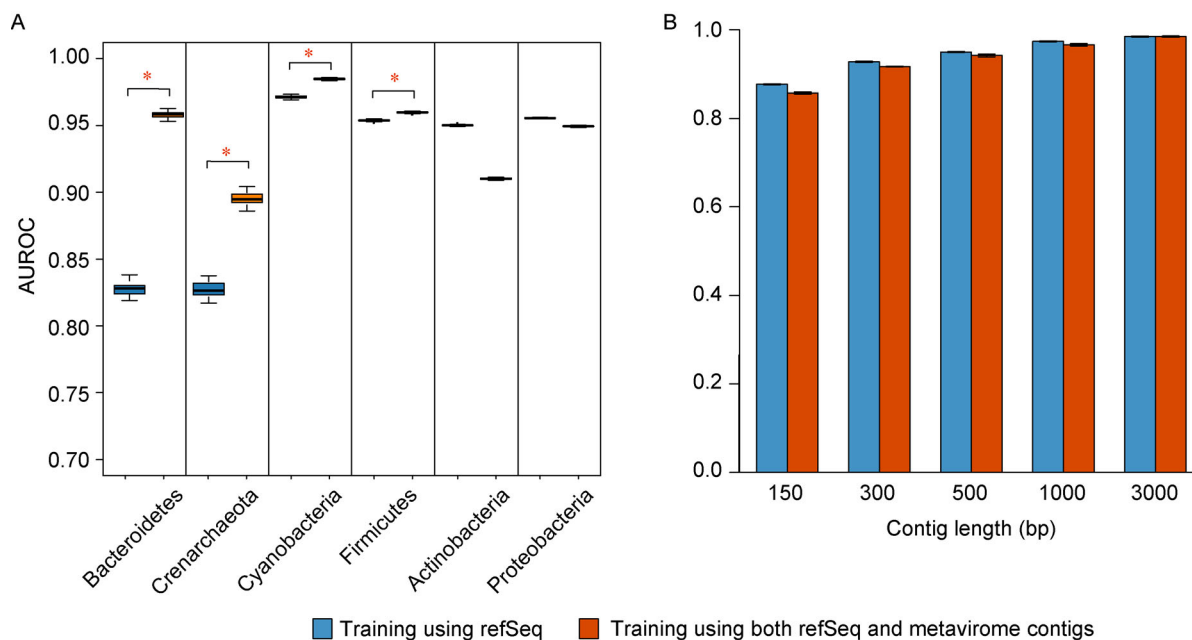 A
AUROC
1.00
0.95
0.90
0.85
0.80
0.75
0.70
*
*
*
*
Bacteroidetes
Crenarchaeota
Cyanobacteria
Firmicutes
Actinobacteria
Proteobacteria
B
1.0
0.8
0.6
0.4
0.2
0.0
150 300 500 1000 3000
Contig length (bp)
Training using refSeq Training using both refSeq and metavirome contigs